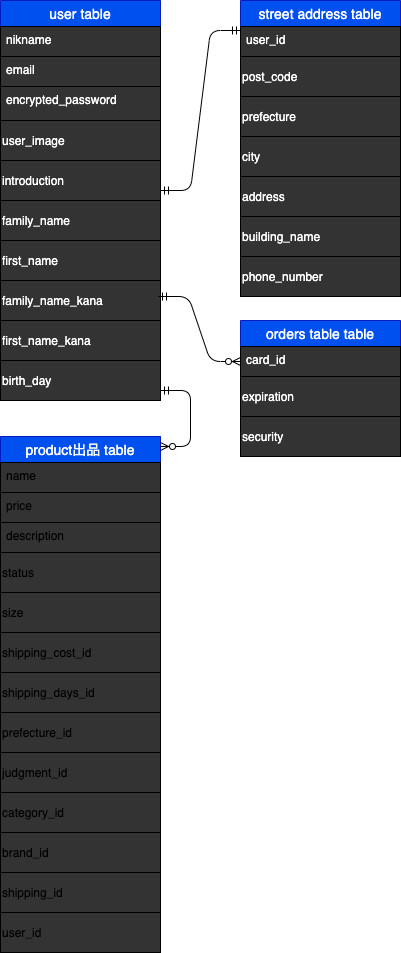 user table
nikname
email
encrypted_password
user_image
introduction
family_name
first_name
family_name_kana
first_name_kana
birth_day
street address table
user_id
post_code
prefecture
city
address
building_name
phone_number
orders table table
card_id
expiration
security
product出品 table
name
price
description
status
size
shipping_cost_id
shipping_days_id
prefecture_id
judgment_id
category_id
brand_id
shipping_id
user_id